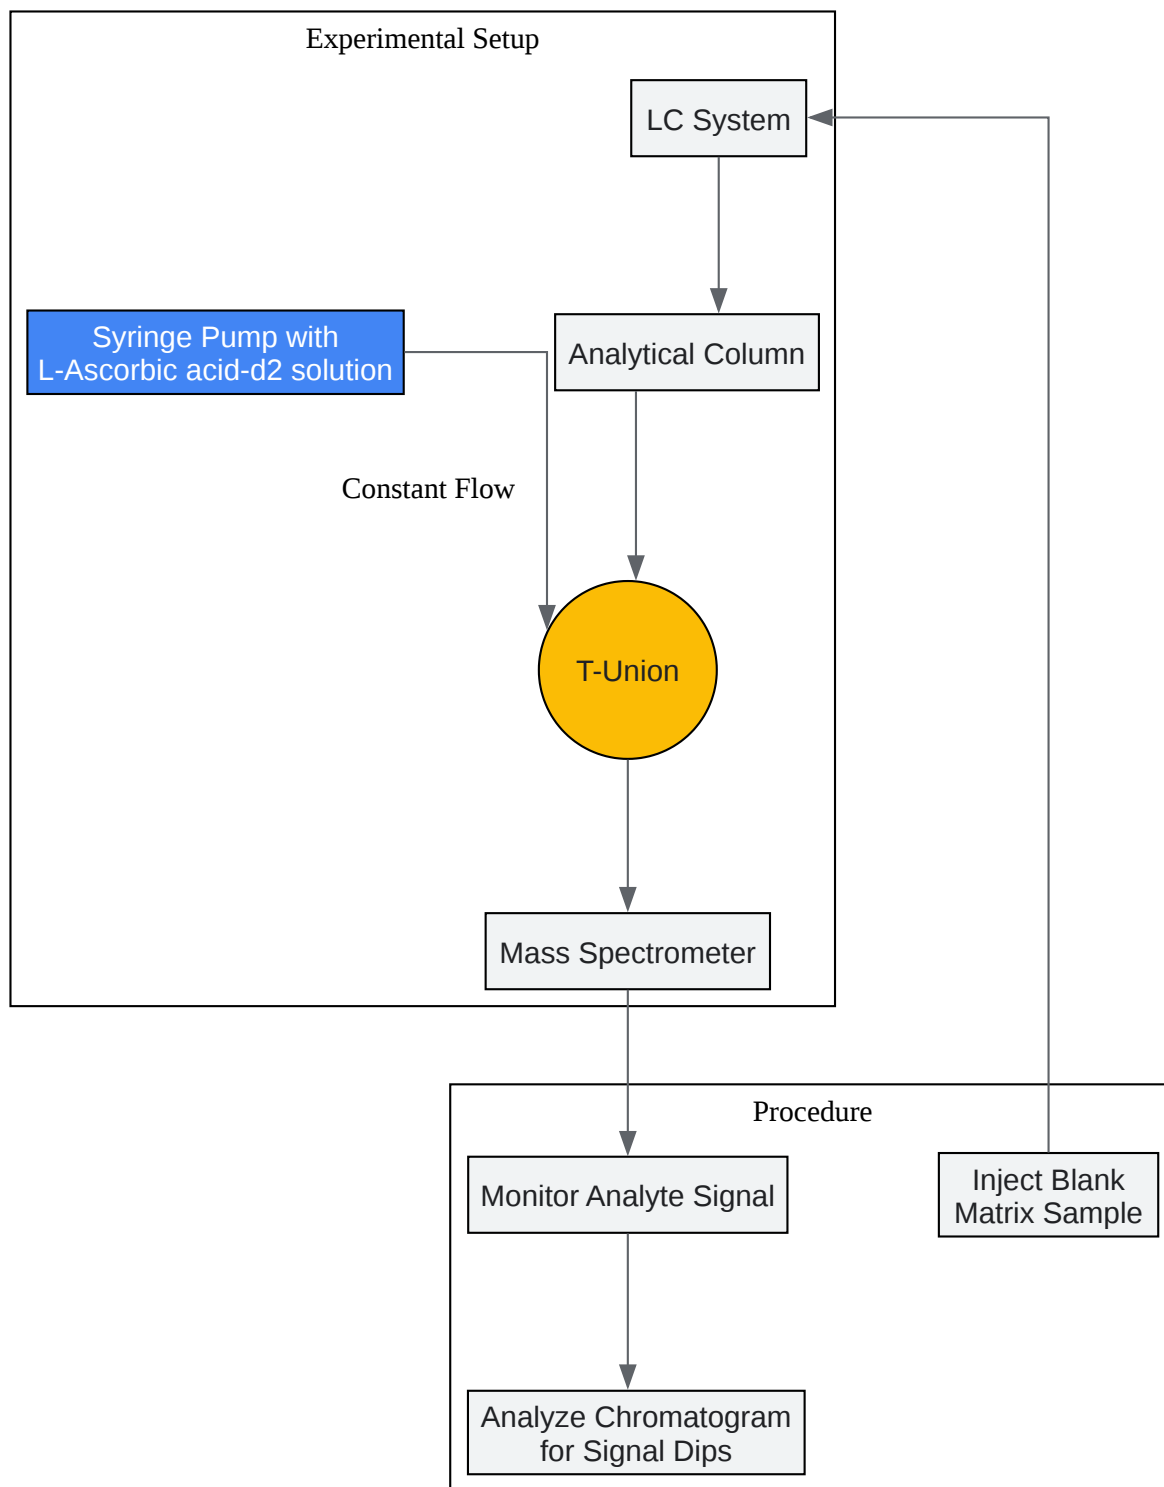 Experimental Setup
LC System
Syringe Pump with
L-Ascorbic acid-d2 solution
Analytical Column
Constant Flow
T-Union
Mass Spectrometer
Procedure
Monitor Analyte Signal
Inject Blank
Matrix Sample
Analyze Chromatogram
for Signal Dips